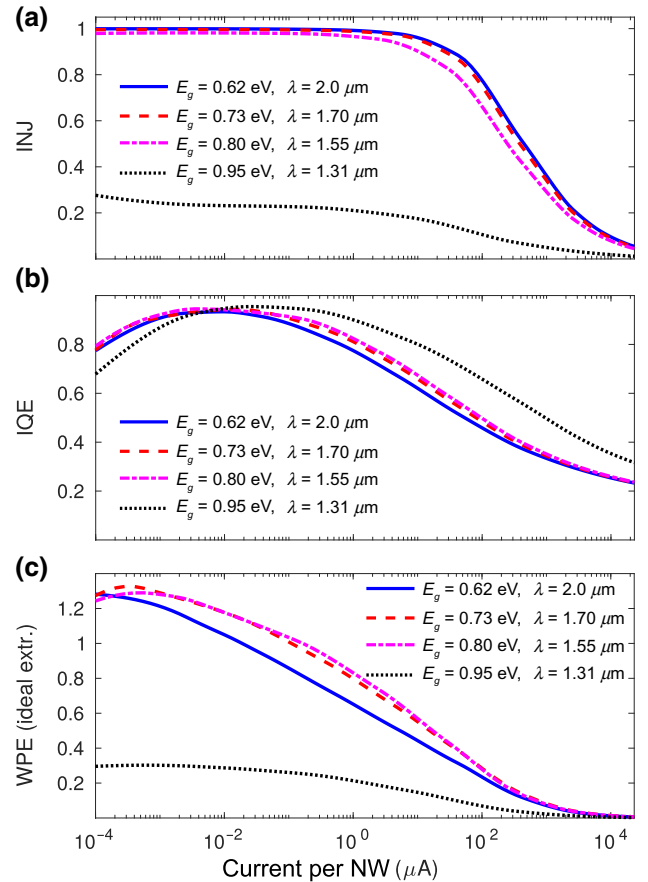 (a)
1
0.8
0.6
0.4
0.2
INJ
E_g = 0.62 eV, λ = 2.0 μm
E_g = 0.73 eV, λ = 1.70 μm
E_g = 0.80 eV, λ = 1.55 μm
E_g = 0.95 eV, λ = 1.31 μm
(b)
0.8
0.6
0.4
0.2
IQE
E_g = 0.62 eV, λ = 2.0 μm
E_g = 0.73 eV, λ = 1.70 μm
E_g = 0.80 eV, λ = 1.55 μm
E_g = 0.95 eV, λ = 1.31 μm
(c)
1.2
1
0.8
0.6
0.4
0.2
WPE (ideal extr.)
E_g = 0.62 eV, λ = 2.0 μm
E_g = 0.73 eV, λ = 1.70 μm
E_g = 0.80 eV, λ = 1.55 μm
E_g = 0.95 eV, λ = 1.31 μm
10⁻⁴ 10⁻² 10⁰ 10² 10⁴
Current per NW (μA)